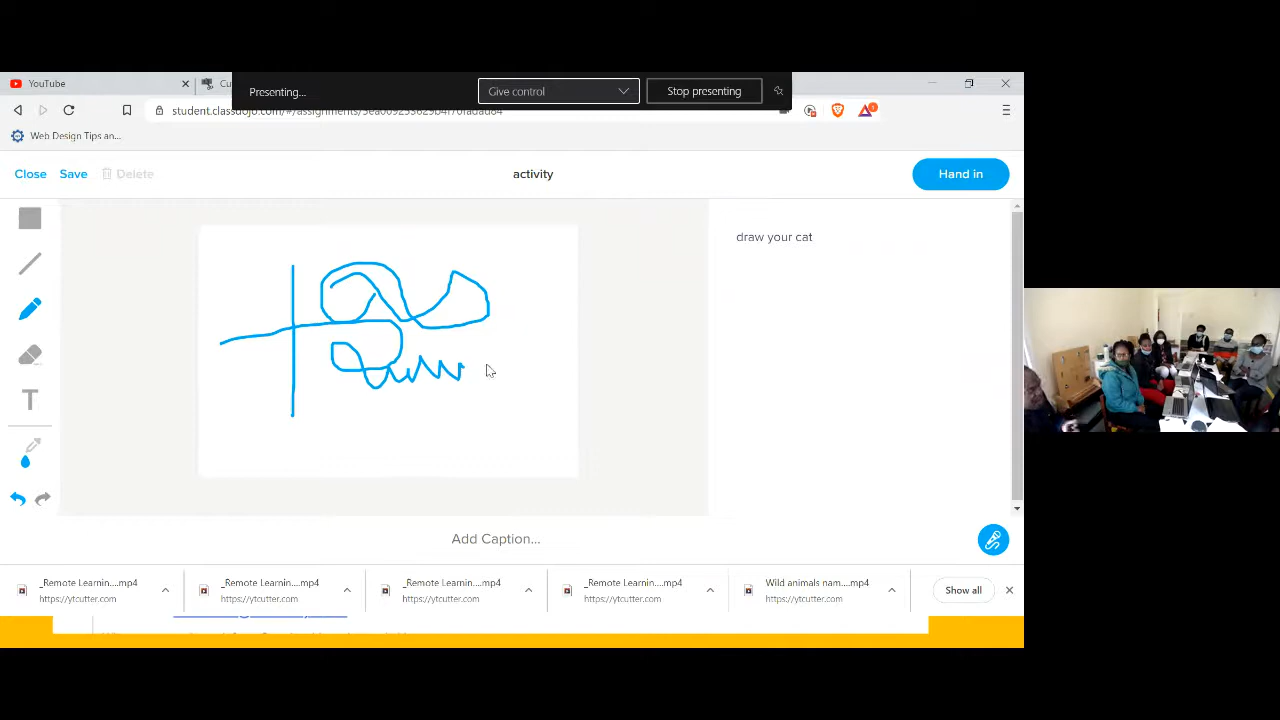 YouTube
Cu
Presenting...
Give control
Stop presenting
student.classdojo.com/#/assignments/5ea009253629b4f70fadad84
Web Design Tips an...
Close
Save
Delete
activity
Hand in
draw your cat
T
Add Caption...
_Remote Learnin....mp4
https://ytcutter.com
_Remote Learnin....mp4
https://ytcutter.com
_Remote Learnin....mp4
https://ytcutter.com
_Remote Learnin....mp4
https://ytcutter.com
Wild animals nam....mp4
https://ytcutter.com
Show all